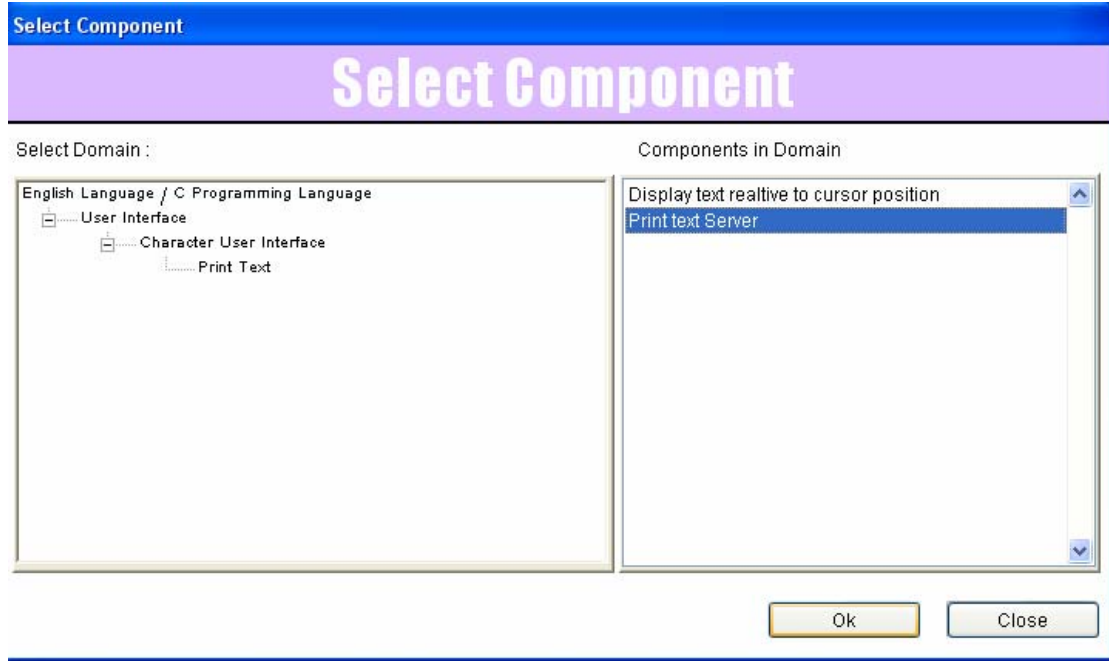 Select Component
Select Component
Select Domain :
English Language / C Programming Language
User Interface
Character User Interface
Print Text
Components in Domain
Display text realtive to cursor position
Print text Server
Ok
Close